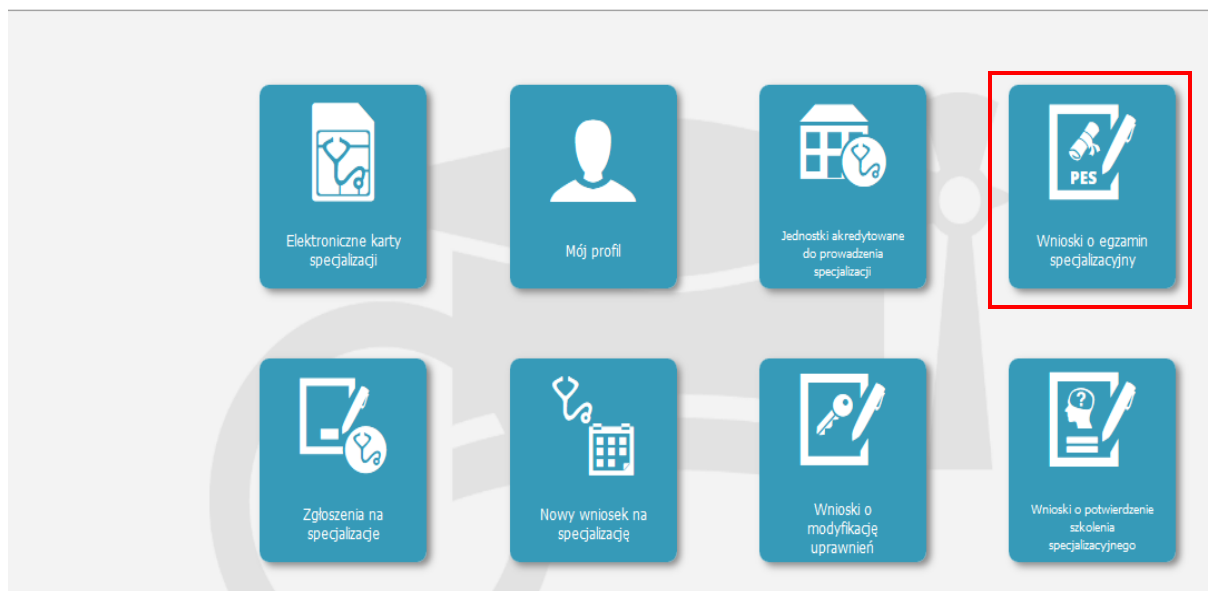 PES
Elektroniczne karty
specjalizacji
Mój profil
Jednostki akredytowane
do prowadzenia
specjalizacji
Wnioski o egzamin
specjalizacyjny
?
Zgłoszenia na
specjalizacje
Nowy wniosek na
specjalizację
Wnioski o
modyfikację
uprawnień
Wnioski o potwierdzenie
szkolenia
specjalizacyjnego